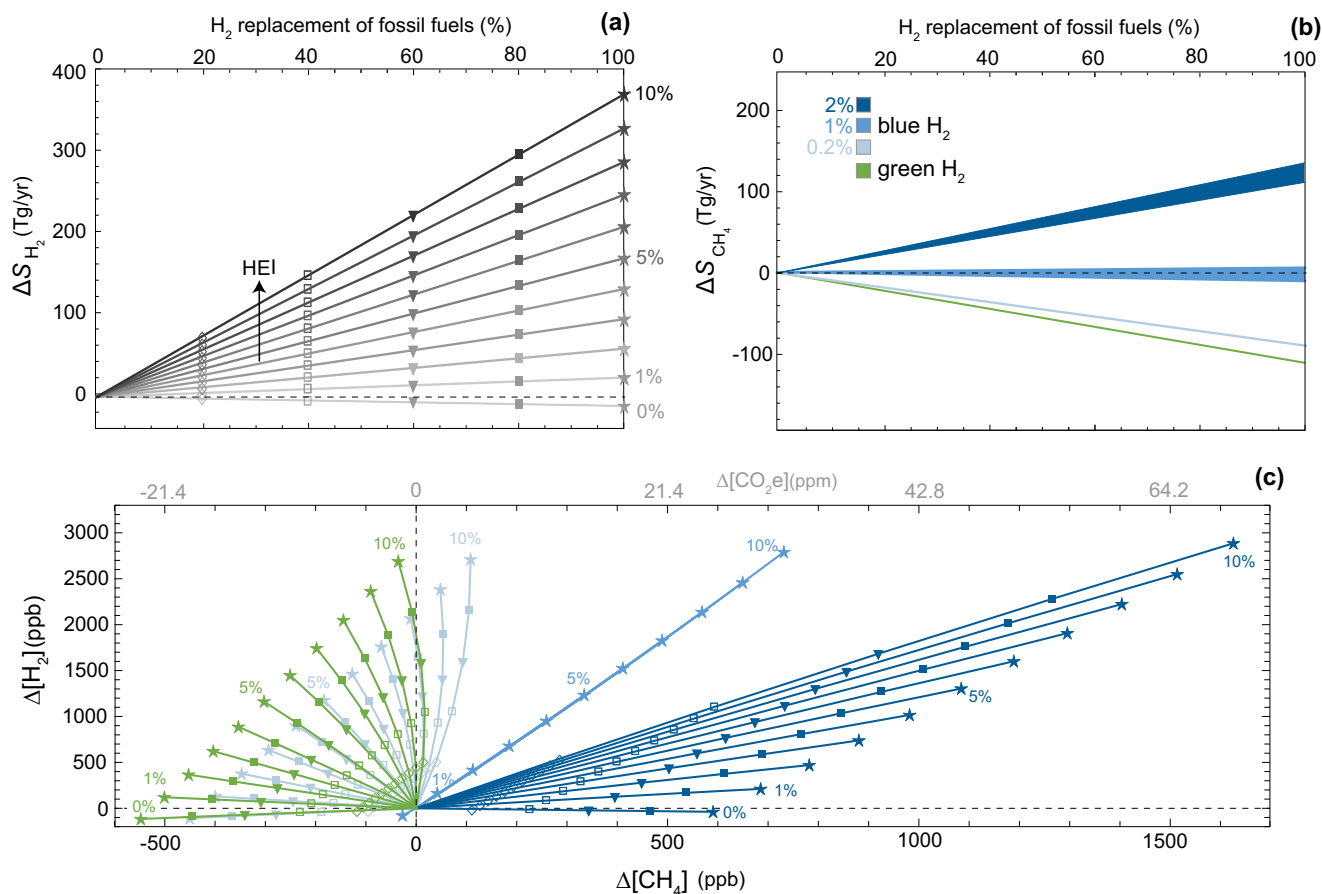 H2 replacement of fossil fuels (%)
(a)
0 20 40 60 80 100
400
300
200
100
0
ΔS_H2 (Tg/yr)
HEI
10%
5%
1%
0%
H2 replacement of fossil fuels (%)
(b)
0 20 40 60 80 100
200
100
0
-100
ΔS_CH4 (Tg/yr)
2%
1% blue H2
0.2%
green H2
(c)
Δ[CO2e](ppm)
-21.4 0 21.4 42.8 64.2
3000
2500
2000
1500
1000
500
0
Δ[H2](ppb)
10%
10%
10%
10%
5%
5%
5%
5%
1%
1%
1%
0%
0%
-500 0 500 1000 1500
Δ[CH4] (ppb)